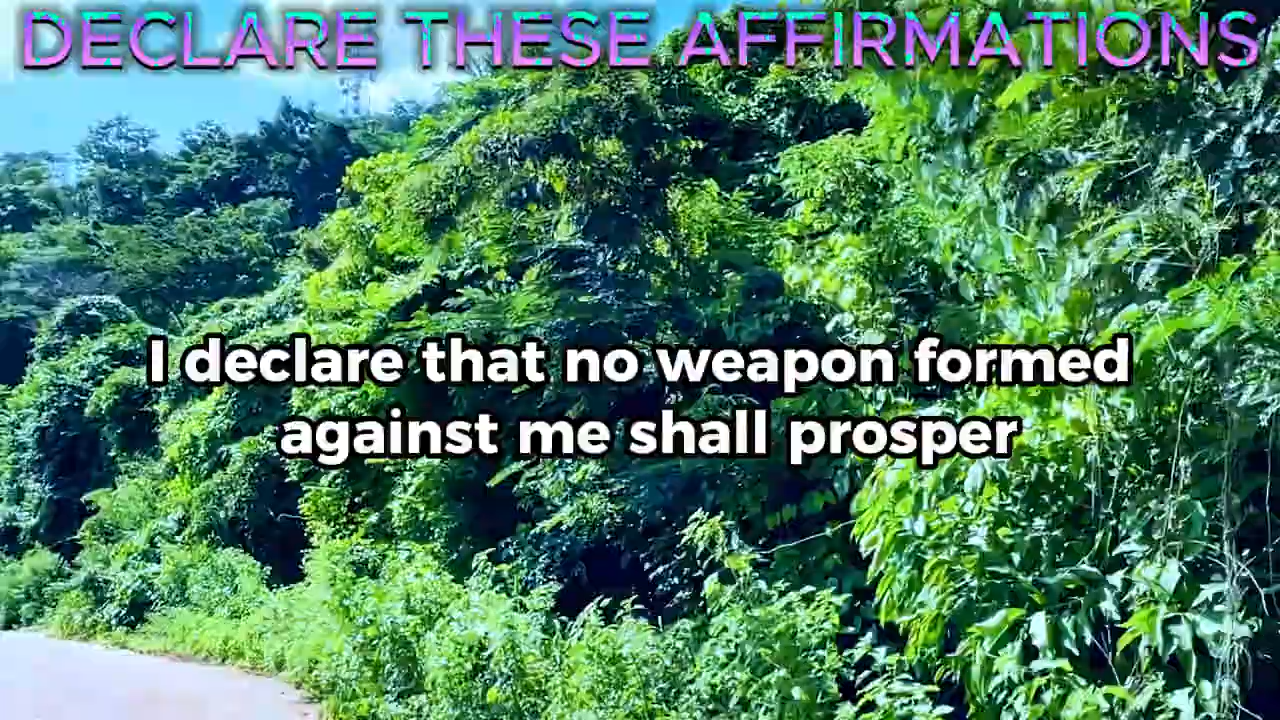 DECLARE THESE AFFIRMATIONS
I declare that no weapon formed
against me shall prosper